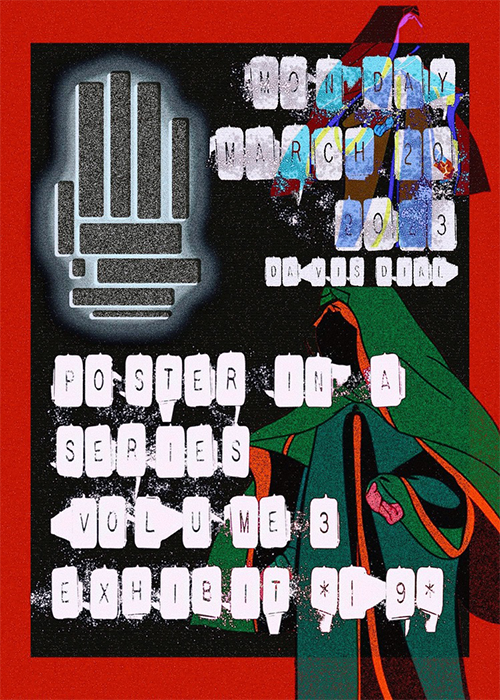 MONDAY
MARCH 20
2023
DAVIS DIAL
POSTER IN A
SERIES
VOLUME 3
EXHIBIT *19*